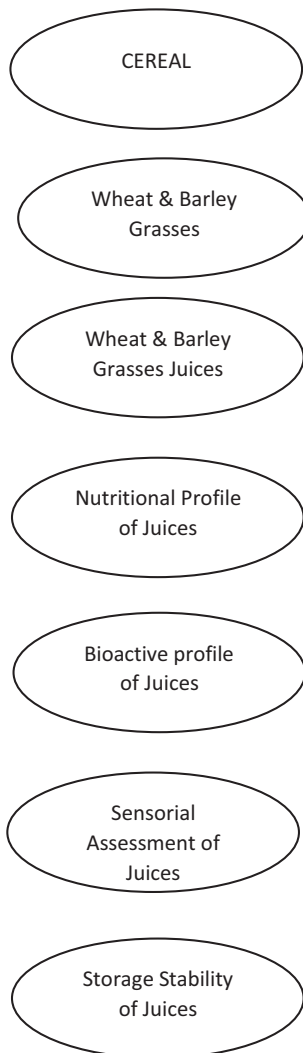 CEREAL
Wheat & Barley
Grasses
Wheat & Barley
Grasses Juices
Nutritional Profile
of Juices
Bioactive profile
of Juices
Sensorial
Assessment of
Juices
Storage Stability
of Juices